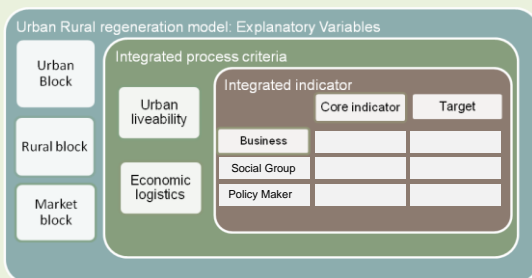 Urban Rural regeneration model: Explanatory Variables
Urban
Block
Rural block
Market
block
Integrated process criteria
Urban
liveability
Economic
logistics
Integrated indicator
Core indicator
Target
Business
Social Group
Policy Maker